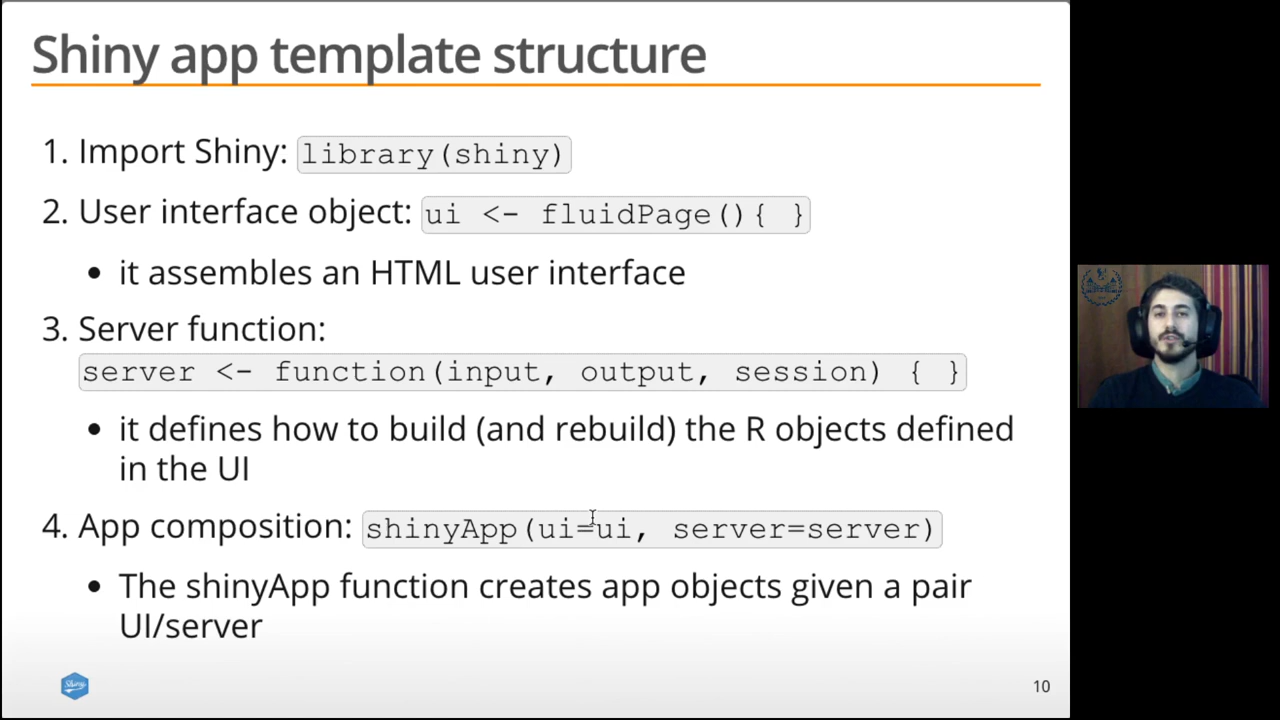 Shiny app template structure
1. Import Shiny: library(shiny)
2. User interface object: ui <- fluidPage(){ }
• it assembles an HTML user interface
3. Server function:
server <- function(input, output, session) { }
• it defines how to build (and rebuild) the R objects defined
in the UI
4. App composition: shinyApp(ui=ui, server=server)
• The shinyApp function creates app objects given a pair
UI/server
Shiny
10